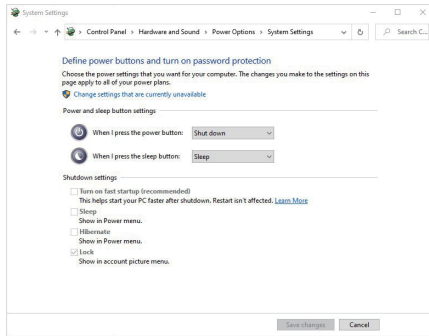 System Settings
Control Panel > Hardware and Sound > Power Options > System Settings
Search C...
Define power buttons and turn on password protection
Choose the power settings that you want for your computer. The changes you make to the settings on this
page apply to all of your power plans.
Change settings that are currently unavailable
Power and sleep button settings
When I press the power button: Shut down
When I press the sleep button: Sleep
Shutdown settings
Turn on fast startup (recommended)
This helps start your PC faster after shutdown. Restart isn't affected. Learn More
Sleep
Show in Power menu.
Hibernate
Show in Power menu.
Lock
Show in account picture menu.
Save changes Cancel